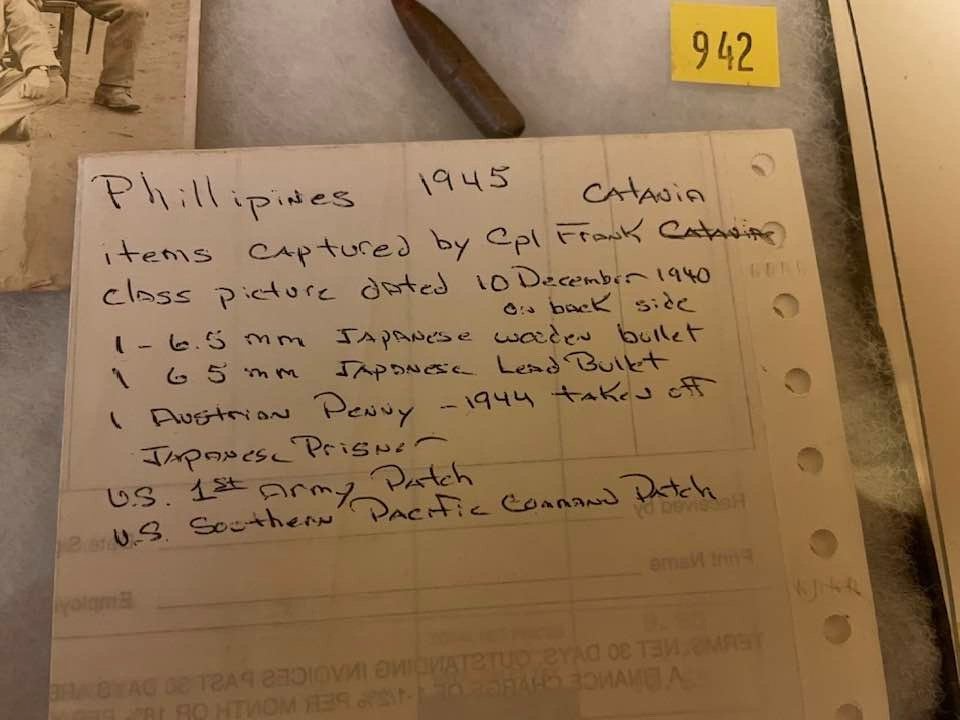 942
Phillipines 1945
CATAVIA
items captured by Cpl Frank Catavia
class picture dated 10 December 1940
on back side
1 - 6.5 mm JAPANESE wooden bullet
1 6 5 mm JAPANESE Lead Bullet
1 Austrian Penny - 1944 taken off
JAPANESE Prisner
U.S. 1st Army Patch
U.S. Southern Pacific Command Patch
Received by
Print Name
TERMS, NET 30 DAYS, OUTSTANDING INVOICES PAST 30 DAYS ARE
A FINANCE CHARGE OF 1-1/2% PER MONTH OR 18% PER